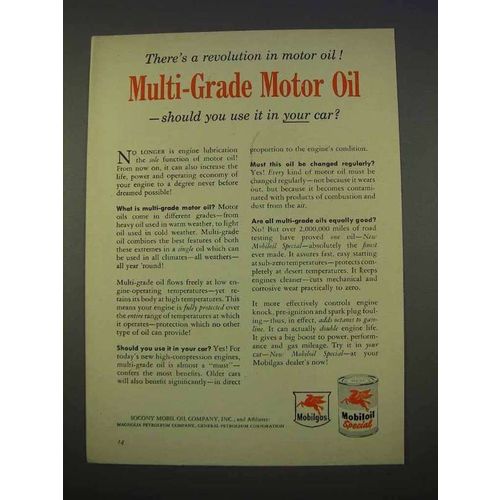 There's a revolution in motor oil!
Multi-Grade Motor Oil
—should you use it in your car?
NO LONGER is engine lubrication
the sole function of motor oil!
From now on, it can also increase the
life, power and operating economy of
your engine to a degree never before
dreamed possible!
What is multi-grade motor oil? Motor
oils come in different grades—from
heavy oil used in warm weather, to light
oil used in cold weather. Multi-grade
oil combines the best features of both
these extremes in a single oil which can
be used in all climates—all weathers—
all year 'round!
Multi-grade oil flows freely at low en-
gine-operating temperatures—yet re-
tains its body at high temperatures. This
means your engine is fully protected over
the entire range of temperatures at which
it operates—protection which no other
type of oil can provide!
Should you use it in your car? Yes! For
today's new high-compression engines,
multi-grade oil is almost a "must"—
confers the most benefits. Older cars
will also benefit significantly—in direct
proportion to the engine's condition.
Must this oil be changed regularly?
Yes! Every kind of motor oil must be
changed regularly—not because it wears
out, but because it becomes contami-
nated with products of combustion and
dust from the air.
Are all multi-grade oils equally good?
No! But over 2,000,000 miles of road
testing have proved one oil—New
Mobiloil Special—absolutely the finest
ever made. It assures fast, easy starting
at sub-zero temperatures—protects com-
pletely at desert temperatures. It keeps
engines cleaner—cuts mechanical and
corrosive wear practically to zero.
It more effectively controls engine
knock, pre-ignition and spark plug foul-
ing—thus, in effect, adds octanes to gaso-
line. It can actually double engine life.
It gives a big boost to power, perform-
ance and gas mileage. Try it in your
car—New Mobiloil Special—at your
Mobilgas dealer's now!
SOCONY MOBIL OIL COMPANY, INC., and Affiliates:
MAGNOLIA PETROLEUM COMPANY, GENERAL PETROLEUM CORPORATION
Mobilgas
Mobiloil
Special
14